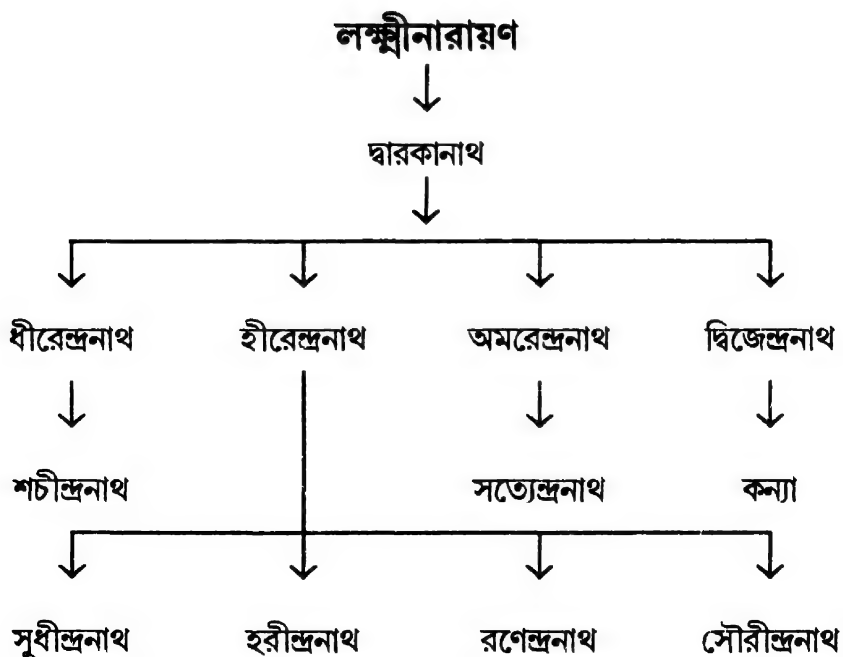 লক্ষ্মীনারায়ণ
দ্বারকানাথ
ধীরেন্দ্রনাথ হীরেন্দ্রনাথ অমরেন্দ্রনাথ দ্বিজেন্দ্রনাথ
শচীন্দ্রনাথ সত্যেন্দ্রনাথ কন্যা
সুধীন্দ্রনাথ হরীন্দ্রনাথ রণেন্দ্রনাথ সৌরীন্দ্রনাথ